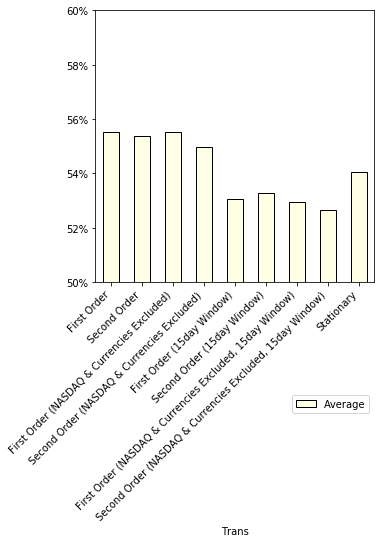 60%
58%
56%
54%
52%
50%
First Order
Second Order
First Order (NASDAQ & Currencies Excluded)
Second Order (NASDAQ & Currencies Excluded)
First Order (15day Window)
Second Order (15day Window)
First Order (NASDAQ & Currencies Excluded, 15day Window)
Second Order (NASDAQ & Currencies Excluded, 15day Window)
Stationary
Average
Trans